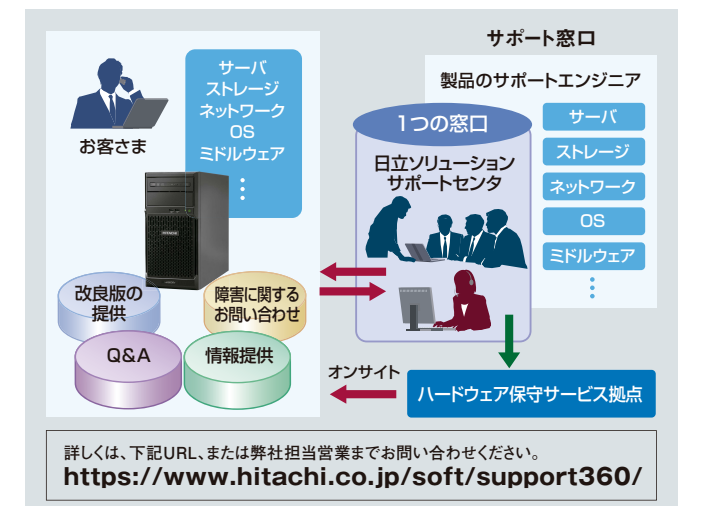 サポート窓口
サーバ
ストレージ
ネットワーク
OS
ミドルウェア
お客さま
製品のサポートエンジニア
1つの窓口
日立ソリューション
サポートセンタ
サーバ
ストレージ
ネットワーク
OS
ミドルウェア
改良版の
提供
障害に関する
お問い合わせ
Q&A
情報提供
オンサイト
ハードウェア保守サービス拠点
詳しくは、下記URL、または弊社担当営業までお問い合わせください。
https://www.hitachi.co.jp/soft/support360/